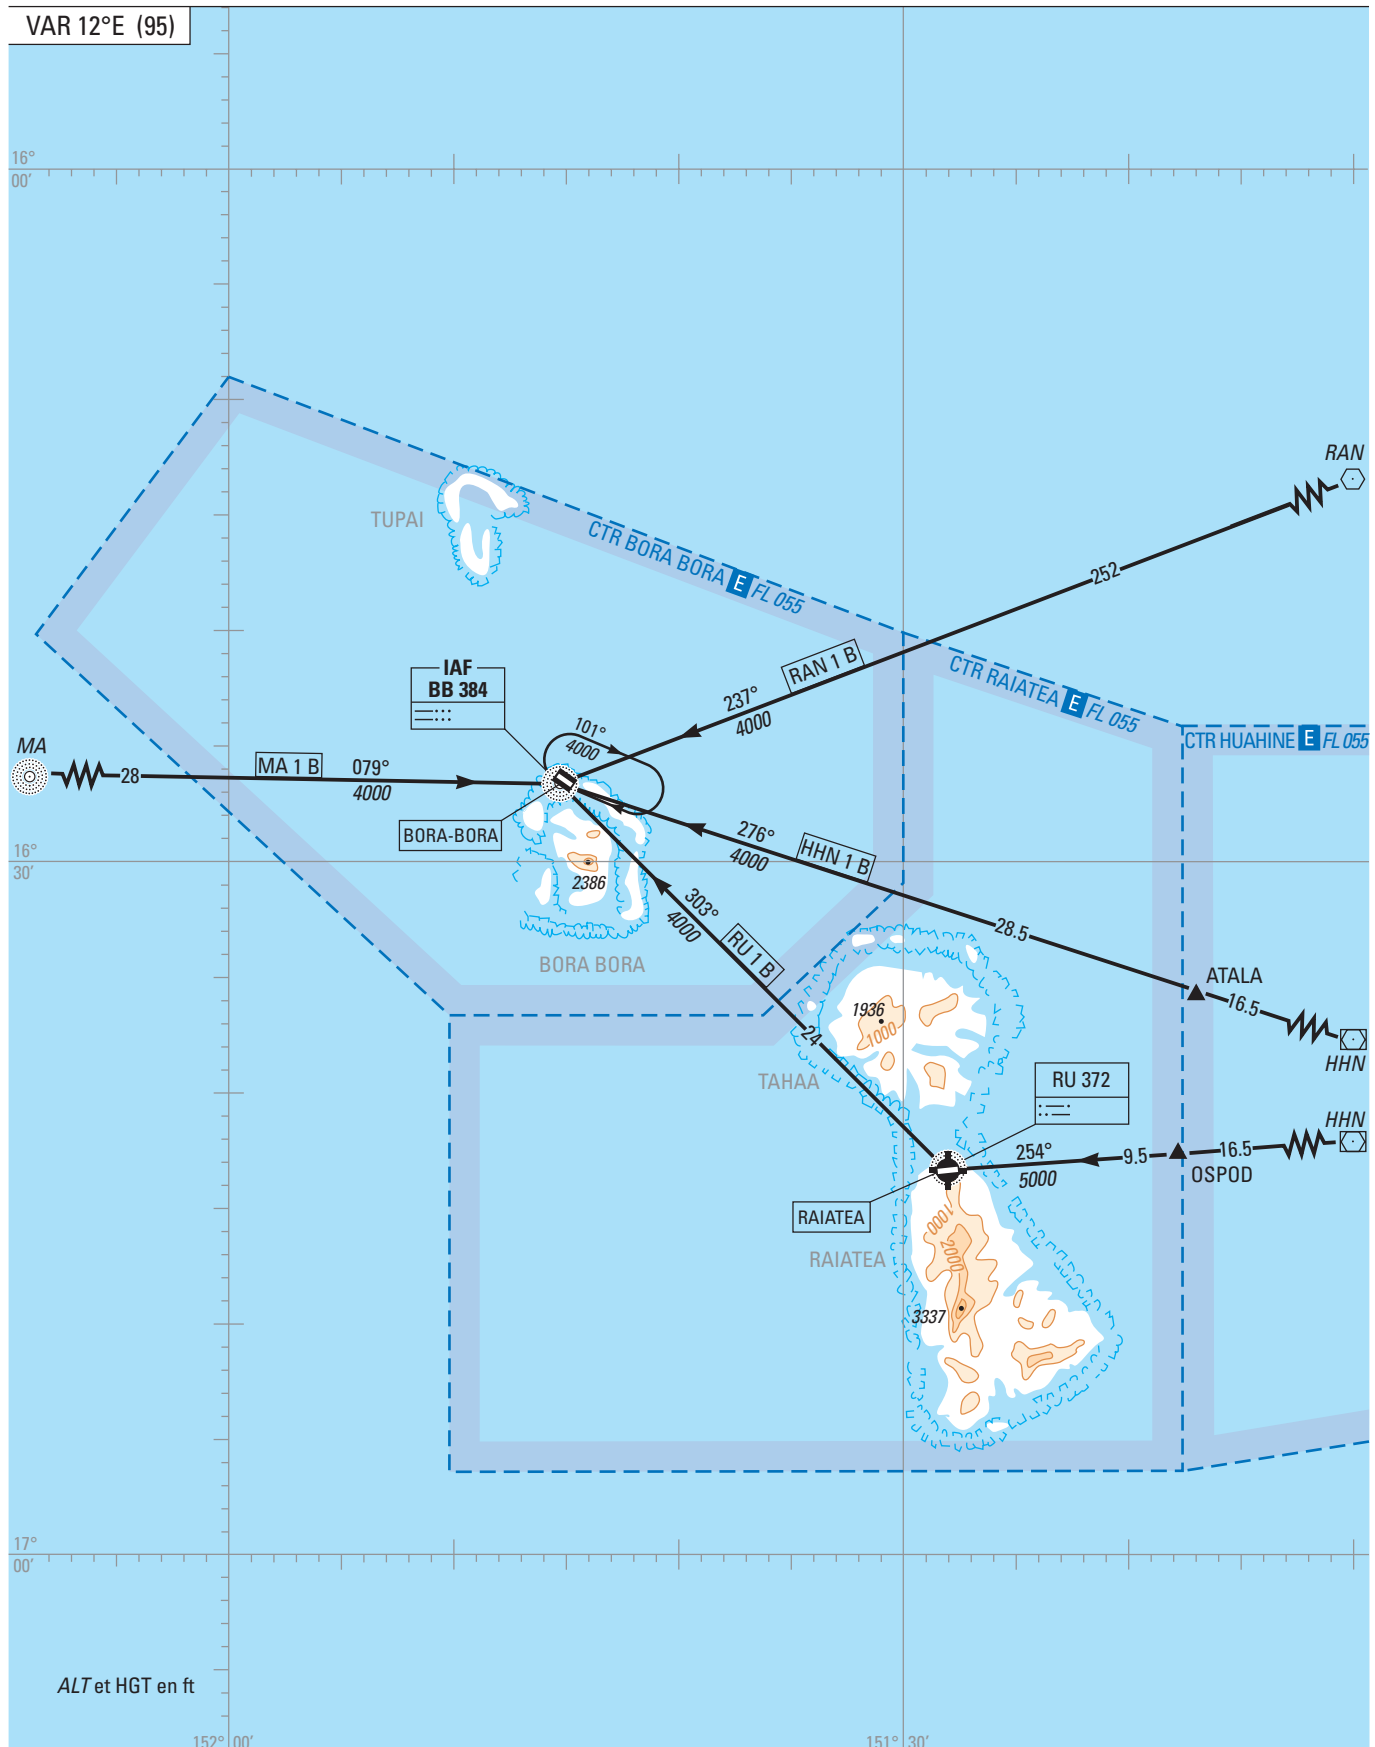 VAR 12°E (95)
16°
00'
RAN
TUPAI
CTR BORA BORA E FL 055
252
RAN 1 B
237°
4000
CTR RAIATEA E FL 055
CTR HUAHINE E FL 055
IAF
BB 384
101°
4000
MA
28
MA 1 B
079°
4000
BORA-BORA
276°
4000
HHN 1 B
16°
30'
2386
303°
4000
RU 1 B
28.5
BORA BORA
ATALA
16.5
HHN
1936
1000
24
TAHAA
RU 372
HHN
254°
5000
9.5
16.5
OSPOD
RAIATEA
1000
2000
RAIATEA
3337
17°
00'
ALT et HGT en ft
152° 00'
151° 30'